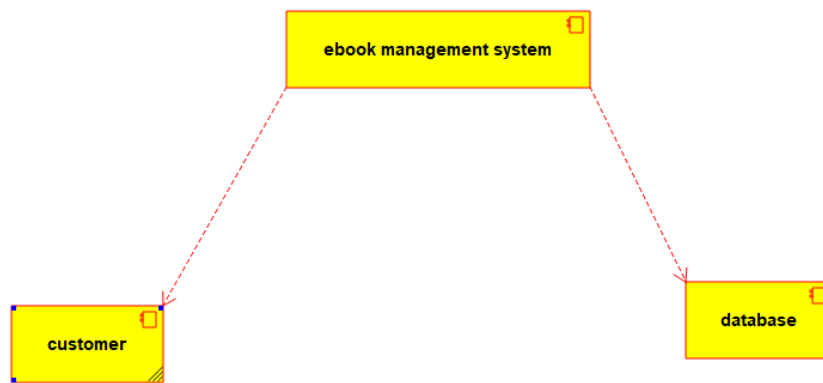 ebook management system
database
customer